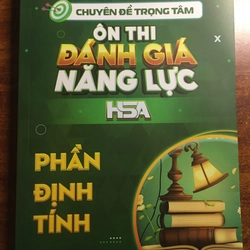 CHUYÊN ĐỀ TRỌNG TÂM
ÔN THI
ĐÁNH GIÁ
NĂNG LỰC
HSA
PHẦN
ĐỊNH
TÍNH